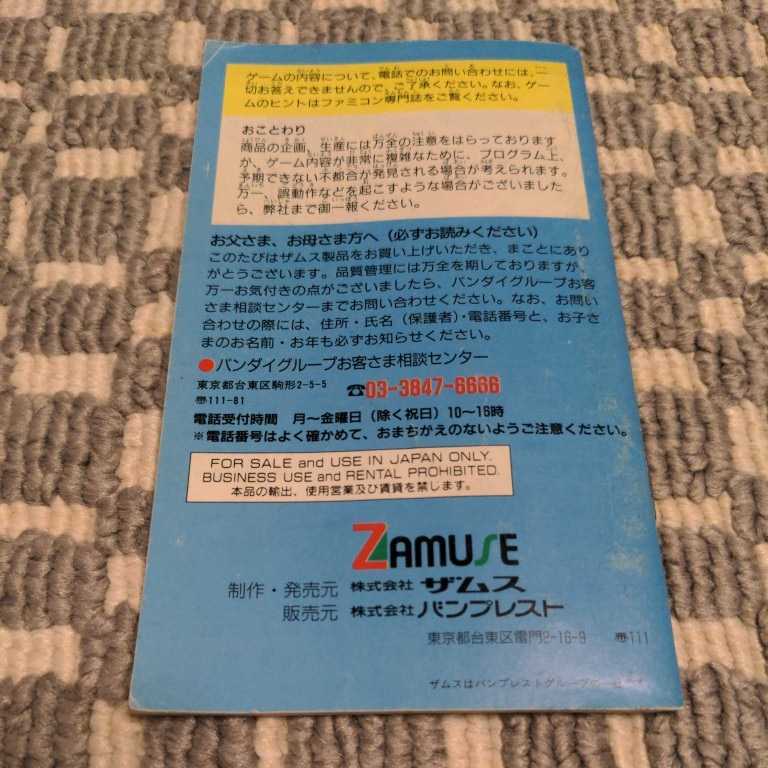 ゲームの内容について、電話でのお問い合わせには、一
切お答えできませんので、ご了承ください。なお、ゲー
ムのヒントはファミコン専門誌をご覧ください。
おことわり
商品の企画、生産には万全の注意をはらっております
が、ゲーム内容が非常に複雑なために、プログラム上、
予期できない不都合が発見される場合が考えられます。
万一、誤動作などを起こすような場合がございました
ら、弊社まで御一報ください。
お父さま、お母さま方へ（必ずお読みください）
このたびはザムス製品をお買い上げいただき、まことにあり
がとうございます。品質管理には万全を期しておりますが、
万一お気付きの点がございましたら、バンダイグループお客
さま相談センターまでお問い合わせください。なお、お問い
合わせの際には、住所・氏名（保護者）・電話番号と、お子さ
まのお名前・お年も必ずお知らせください。
●バンダイグループお客さま相談センター
東京都台東区駒形2-5-5 ☎03-3847-6666
〠111-81
電話受付時間 月〜金曜日（除く祝日）10〜16時
※電話番号はよく確かめて、おまちがえのないようご注意ください。
FOR SALE and USE IN JAPAN ONLY.
BUSINESS USE and RENTAL PROHIBITED.
本品の輸出、使用営業及び賃貸を禁じます。
ZAMUSE
制作・発売元 株式会社 ザムス
販売元 株式会社 バンプレスト
東京都台東区雷門2-16-9 〠111
ザムスはバンプレストグループの